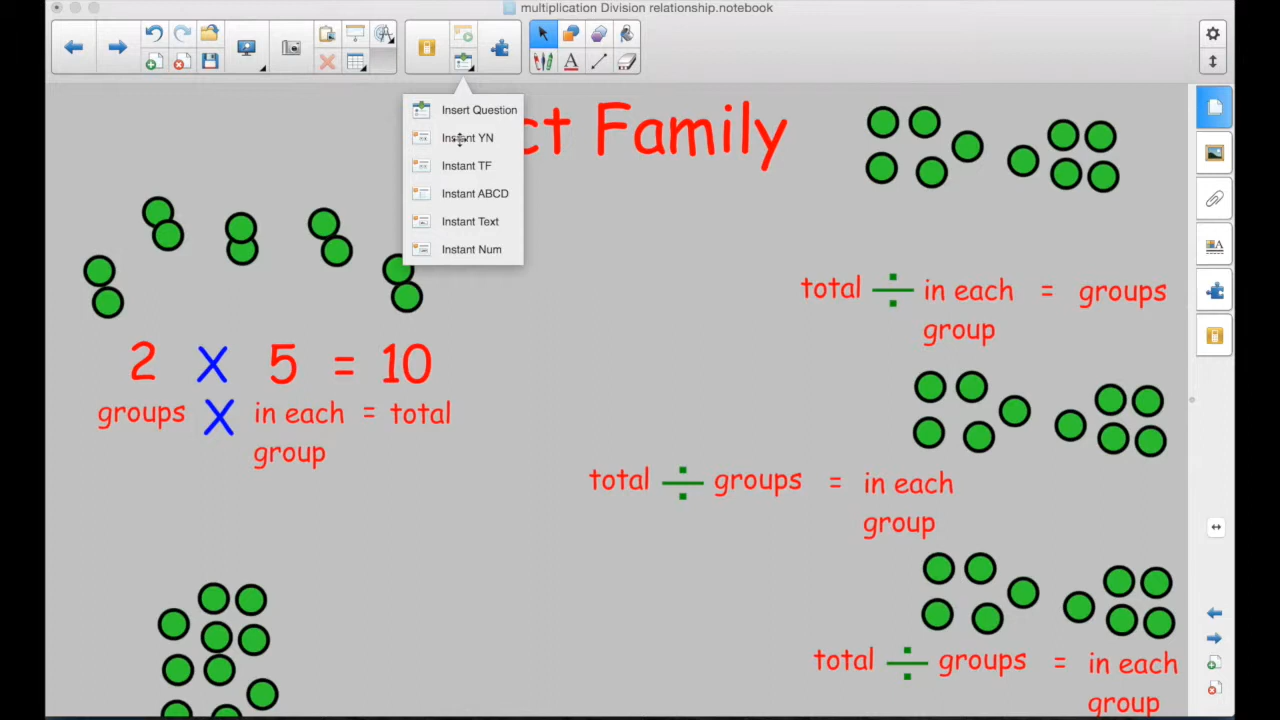 multiplication Division relationship.notebook
Insert Question
Instant YN
Instant TF
Instant ABCD
Instant Text
Instant Num
ct Family
total ÷ in each = groups
group
2 X 5 = 10
groups X in each = total
group
total ÷ groups = in each
group
total ÷ groups = in each
group